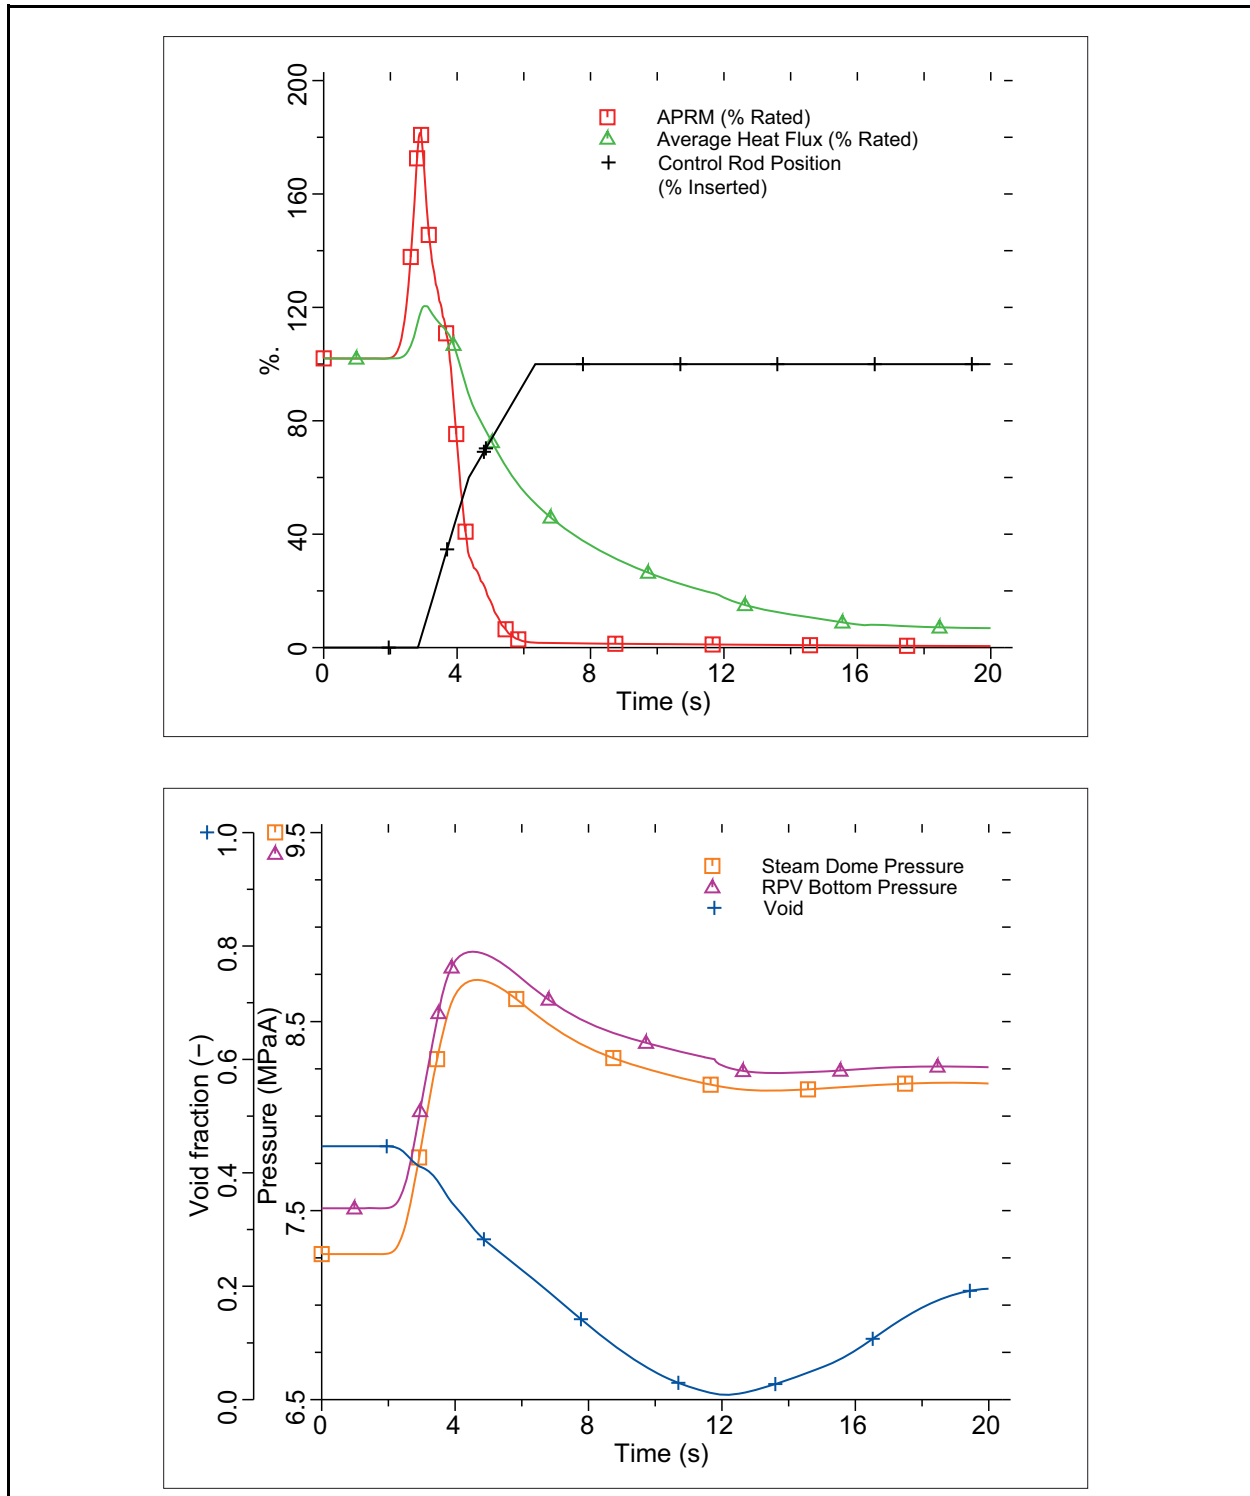 200
160
120
80
40
0
%.
APRM (% Rated)
Average Heat Flux (% Rated)
Control Rod Position
(% Inserted)
0 4 8 12 16 20
Time (s)
1.0
0.8
0.6
0.4
0.2
0.0
Void fraction (−)
9.5
8.5
7.5
6.5
Pressure (MPaA)
Steam Dome Pressure
RPV Bottom Pressure
Void
0 4 8 12 16 20
Time (s)